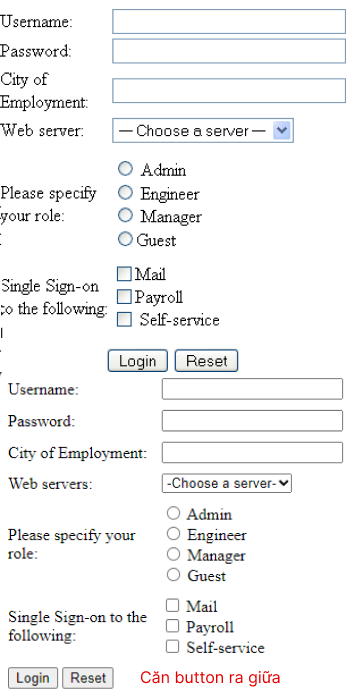 Username:
Password:
City of
Employment:
Web server:
— Choose a server —
Admin
Please specify
Engineer
your role:
Manager
Guest
Mail
Single Sign-on
Payroll
to the following:
Self-service
Login
Reset
Username:
Password:
City of Employment:
Web servers:
-Choose a server-
Admin
Please specify your
Engineer
role:
Manager
Guest
Single Sign-on to the
Mail
following:
Payroll
Self-service
Login
Reset
Căn button ra giữa